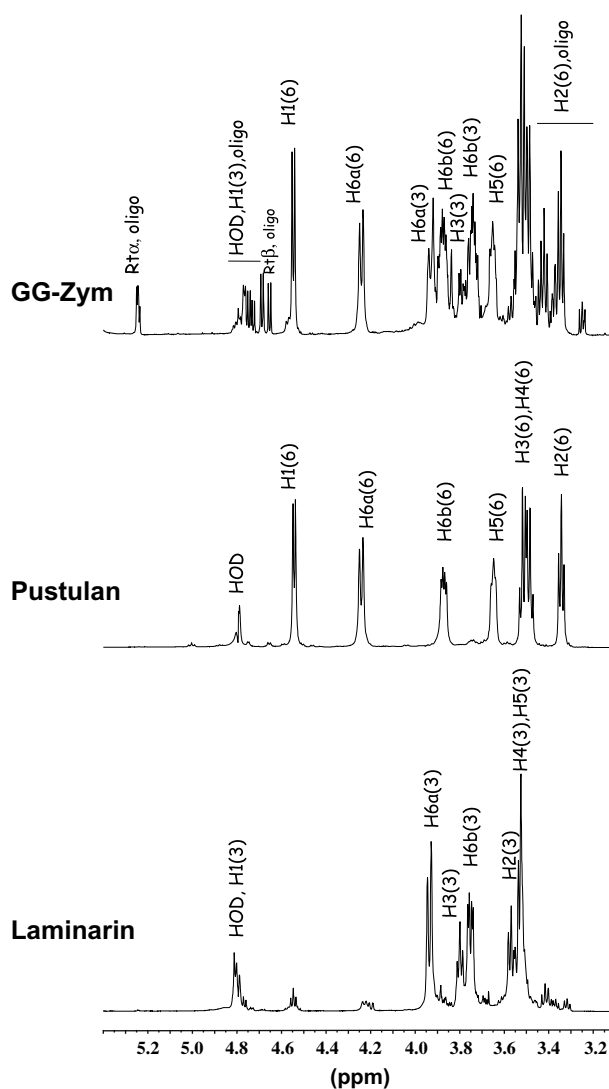 GG-Zym
Rtα, oligo
HOD,H1(3),oligo
Rtβ, oligo
H1(6)
H6a(6)
H6a(3)
H6b(6)
H3(3)
H6b(3)
H5(6)
H2(6),oligo
Pustulan
HOD
H1(6)
H6a(6)
H6b(6)
H5(6)
H3(6),H4(6)
H2(6)
Laminarin
HOD, H1(3)
H6a(3)
H3(3)
H6b(3)
H2(3)
H4(3),H5(3)
5.2 5.0 4.8 4.6 4.4 4.2 4.0 3.8 3.6 3.4 3.2
(ppm)